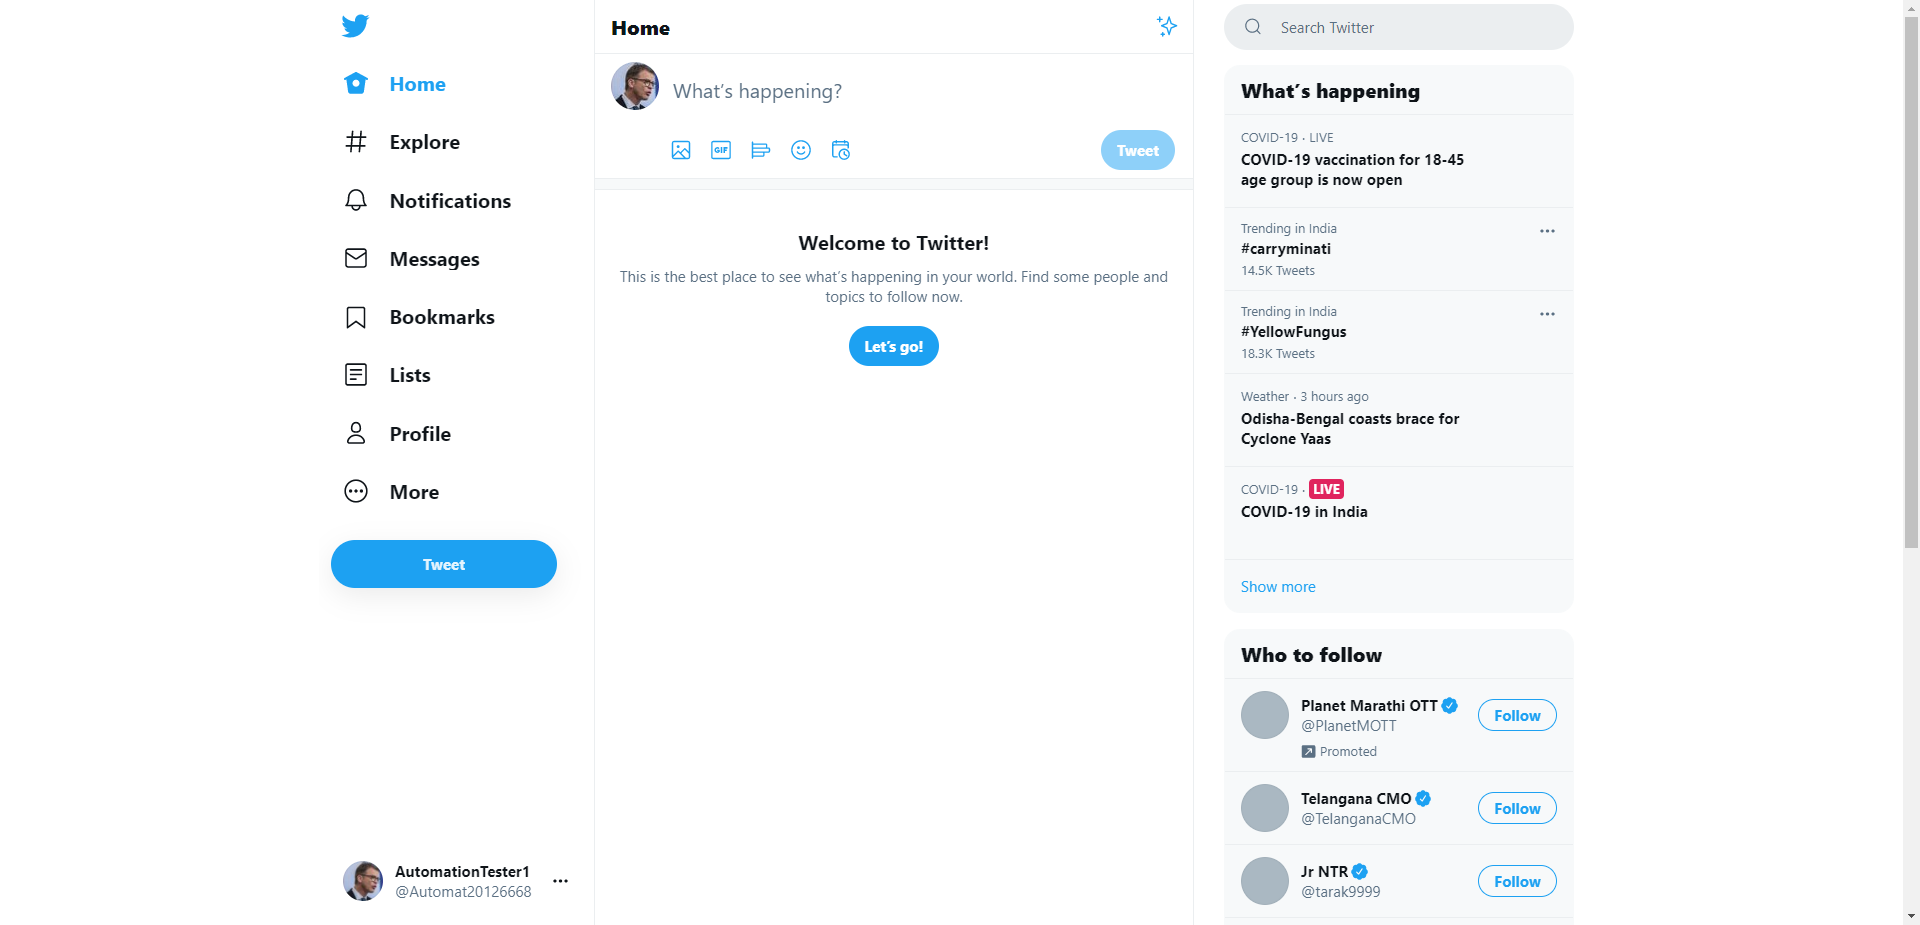 Home
Explore
Notifications
Messages
Bookmarks
Lists
Profile
More
Tweet
AutomationTester1
@Automat20126668
Home
What's happening?
GIF
Tweet
Welcome to Twitter!
This is the best place to see what's happening in your world. Find some people and
topics to follow now.
Let's go!
Search Twitter
What's happening
COVID-19 · LIVE
COVID-19 vaccination for 18-45
age group is now open
Trending in India
#carryminati
14.5K Tweets
Trending in India
#YellowFungus
18.3K Tweets
Weather · 3 hours ago
Odisha-Bengal coasts brace for
Cyclone Yaas
COVID-19 · LIVE
COVID-19 in India
Show more
Who to follow
Planet Marathi OTT
@PlanetMOTT
Promoted
Follow
Telangana CMO
@TelanganaCMO
Follow
Jr NTR
@tarak9999
Follow